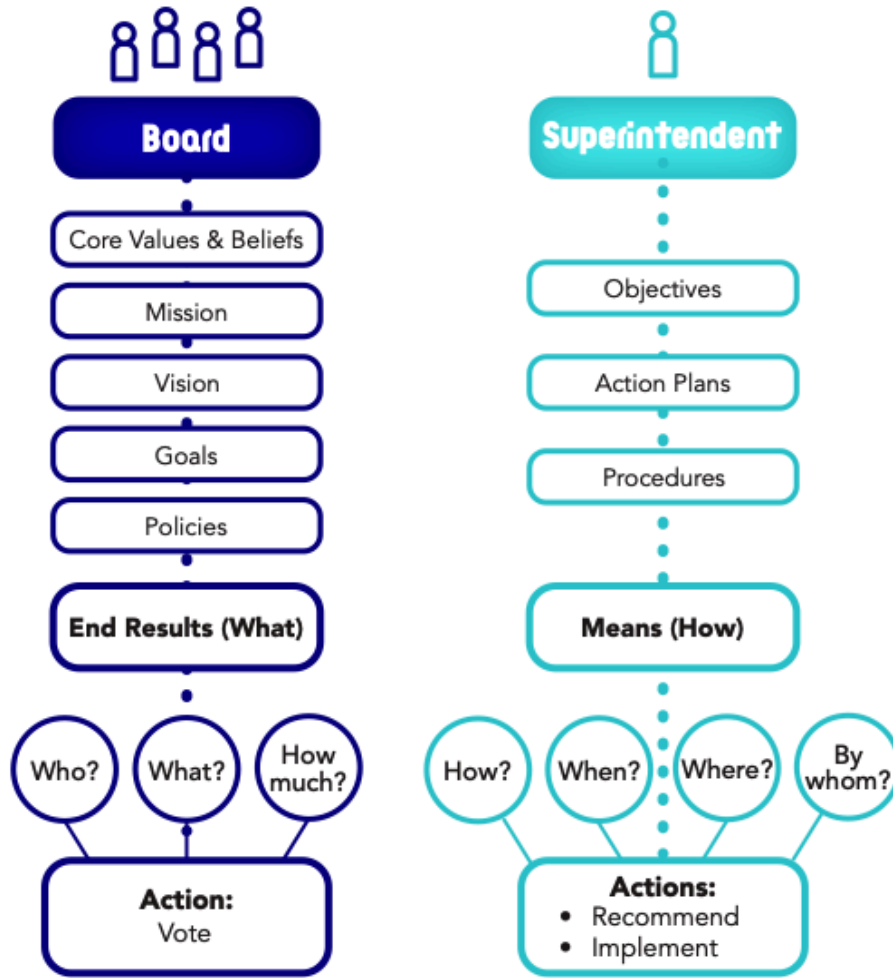 Board
Core Values & Beliefs
Mission
Vision
Goals
Policies
End Results (What)
Who?
What?
How
much?
Action:
Vote
Superintendent
Objectives
Action Plans
Procedures
Means (How)
How?
When?
Where?
By
whom?
Actions:
• Recommend
• Implement